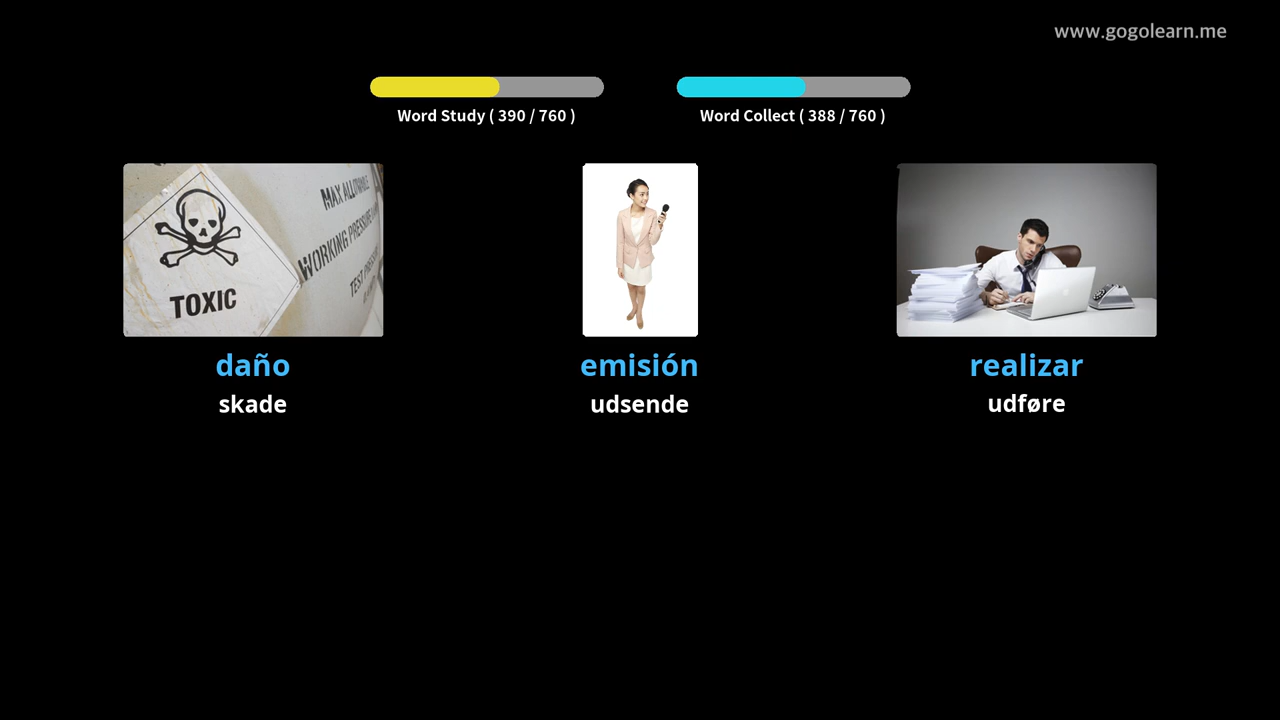 www.gogolearn.me
Word Study ( 390 / 760 )
Word Collect ( 388 / 760 )
TOXIC
MAX ALLOWABLE
WORKING PRESSURE
daño
emisión
realizar
skade
udsende
udføre